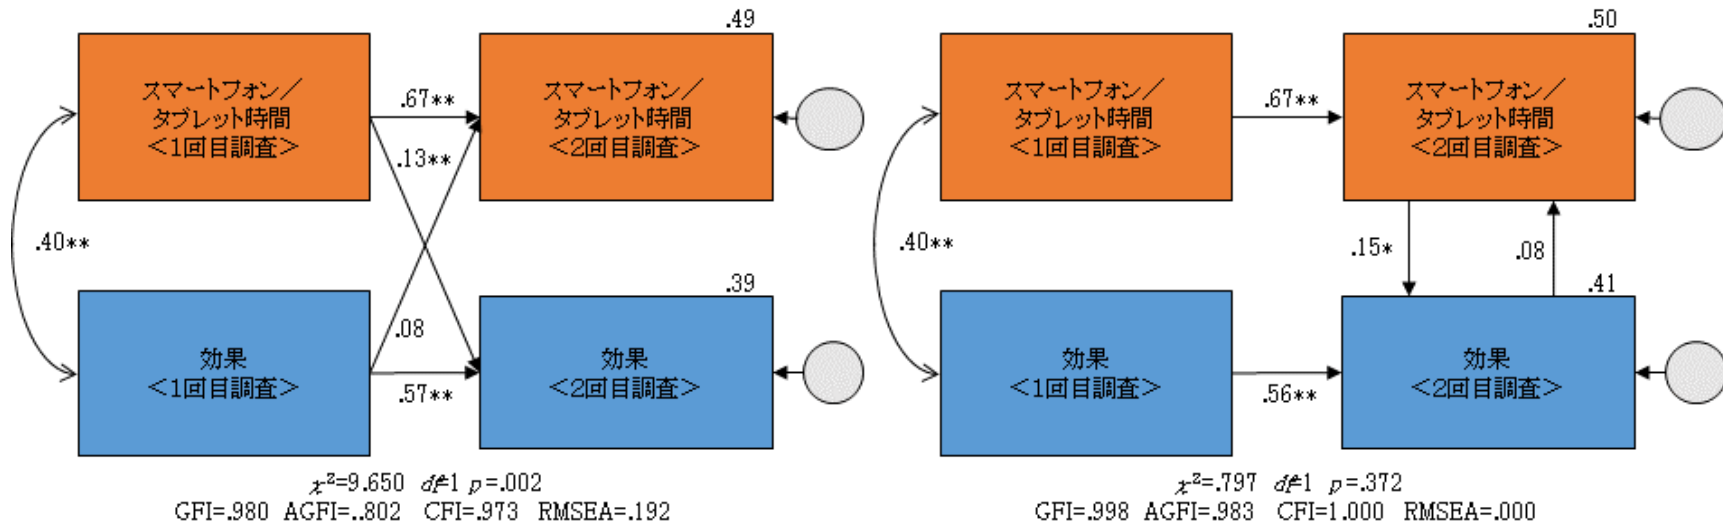 .49
スマートフォン／
タブレット時間
＜1回目調査＞
.67**
スマートフォン／
タブレット時間
＜2回目調査＞
.13**
.40**
.08
.39
効果
＜1回目調査＞
.57**
効果
＜2回目調査＞
χ²=9.650 df=1 p=.002
GFI=.980 AGFI=..802 CFI=.973 RMSEA=.192
.50
スマートフォン／
タブレット時間
＜1回目調査＞
.67**
スマートフォン／
タブレット時間
＜2回目調査＞
.40**
.15*
.08
.41
効果
＜1回目調査＞
.56**
効果
＜2回目調査＞
χ²=.797 df=1 p=.372
GFI=.998 AGFI=.983 CFI=1.000 RMSEA=.000